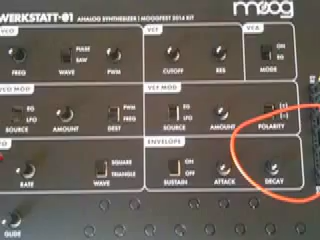 WERKSTATT-01 ANALOG SYNTHESIZER | MOOGFEST 2014 KIT moog
VCO
FREQ
PULSE
SAW
WAVE
PWM
VCF
CUTOFF
RES
VCA
ON
EG
MODE
VCO MOD
EG
LFO
SOURCE
AMOUNT
PWM
FREQ
DEST
VCF MOD
EG
LFO
SOURCE
AMOUNT
(+)
(-)
POLARITY
RATE
SQUARE
TRIANGLE
WAVE
ENVELOPE
ON
OFF
SUSTAIN
ATTACK
DECAY
GLIDE